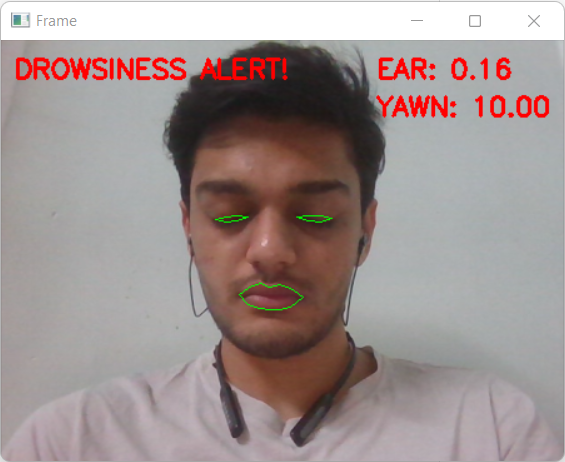 Frame
DROWSINESS ALERT!
EAR: 0.16
YAWN: 10.00